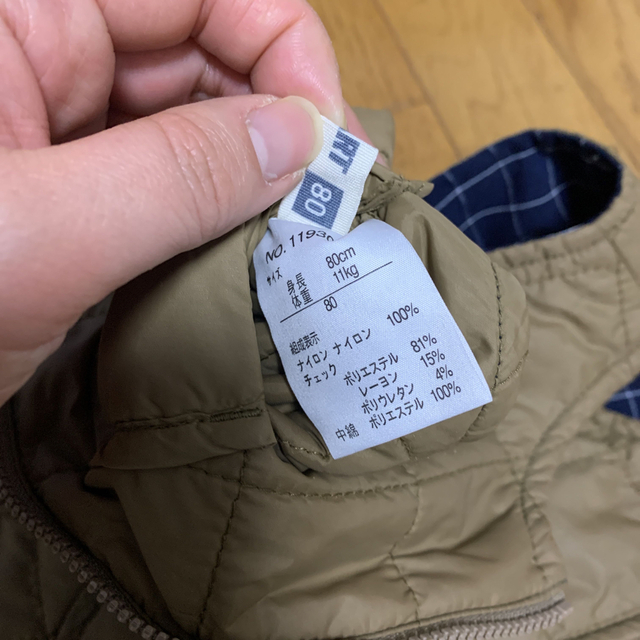 RT 80
NO.1193
サイズ
身長 80cm
体重 11kg
80
組成表示
ナイロン ナイロン 100%
チェック ポリエステル 81%
レーヨン 15%
ポリウレタン 4%
中綿 ポリエステル 100%